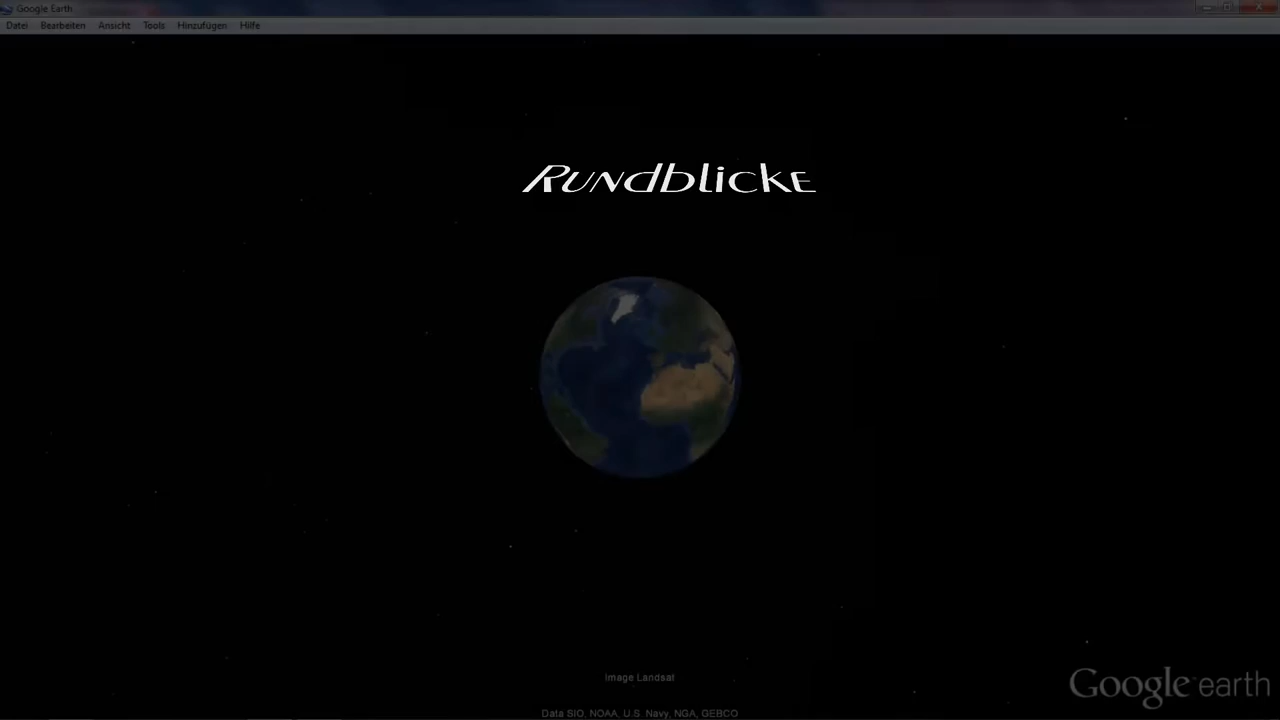 Google Earth
Datei Bearbeiten Ansicht Tools Hinzufügen Hilfe
RUNdblickE
Image Landsat
Data SIO, NOAA, U.S. Navy, NGA, GEBCO
Google earth